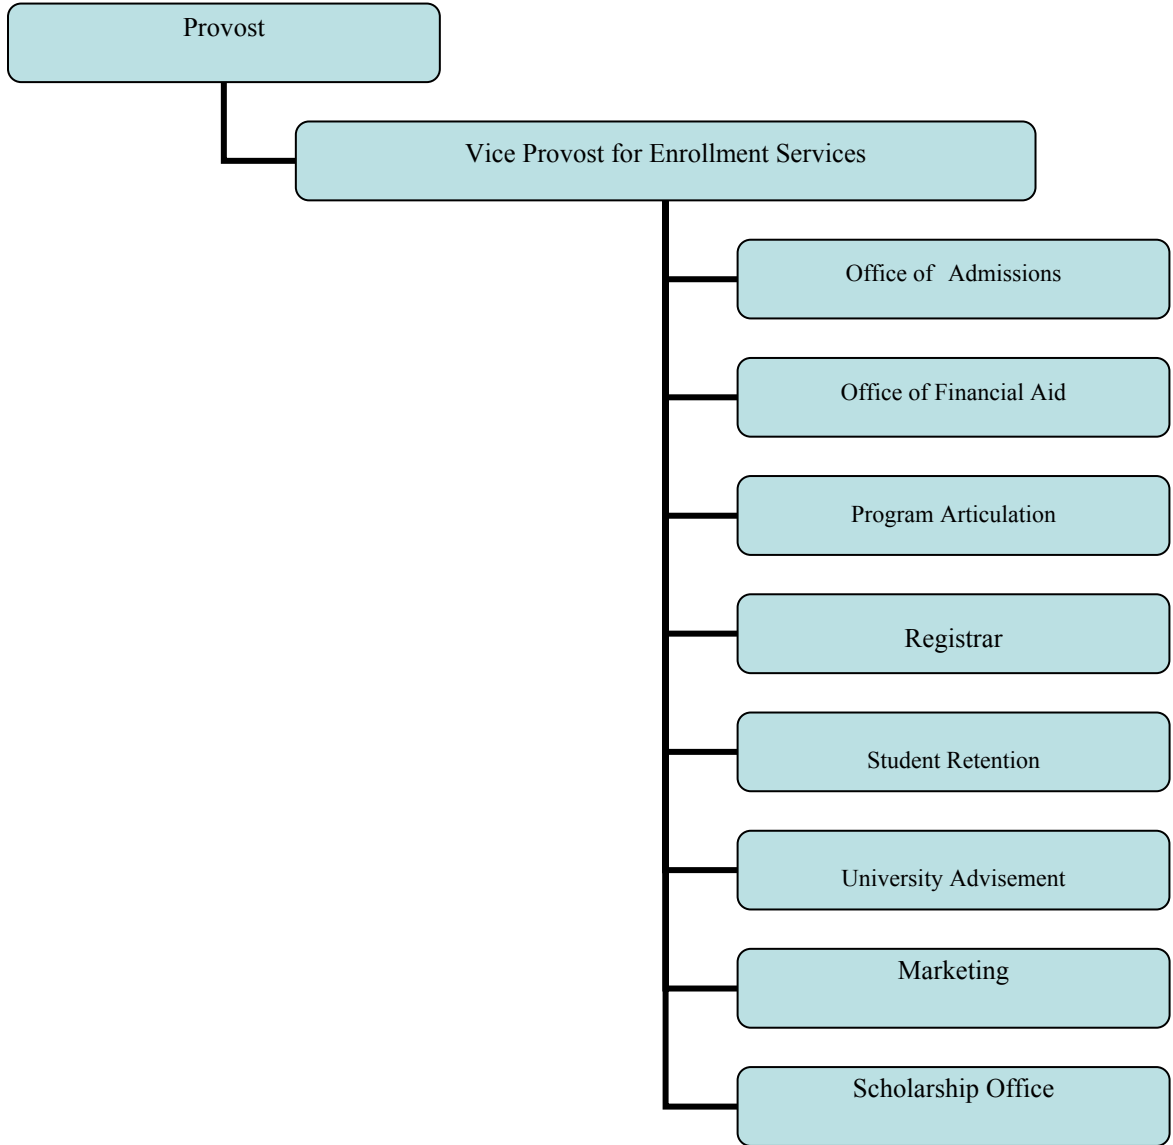 Provost
Vice Provost for Enrollment Services
Office of Admissions
Office of Financial Aid
Program Articulation
Registrar
Student Retention
University Advisement
Marketing
Scholarship Office